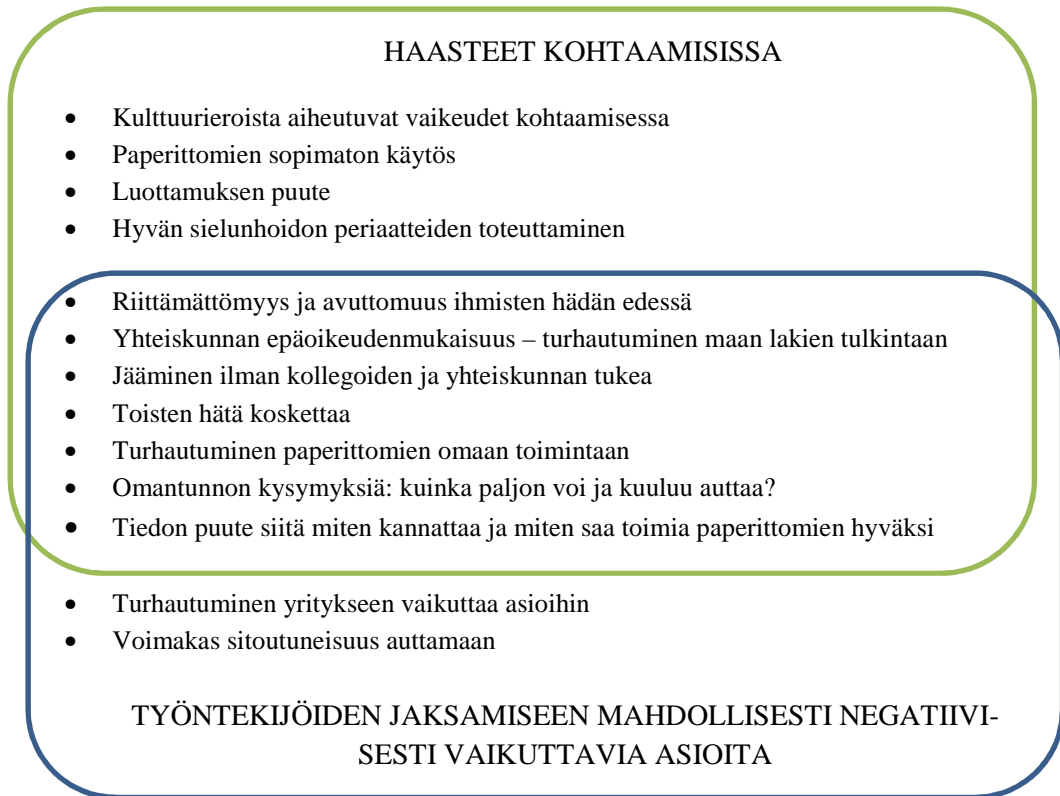 HAASTEET KOHTAAMISISSA
• Kulttuurieroista aiheutuvat vaikeudet kohtaamisessa
• Paperittomien sopimaton käytös
• Luottamuksen puute
• Hyvän sielunhoidon periaatteiden toteuttaminen
• Riittämättömyys ja avuttomuus ihmisten hädän edessä
• Yhteiskunnan epäoikeudenmukaisuus – turhautuminen maan lakien tulkintaan
• Jääminen ilman kollegoiden ja yhteiskunnan tukea
• Toisten hätä koskettaa
• Turhautuminen paperittomien omaan toimintaan
• Omantunnon kysymyksiä: kuinka paljon voi ja kuuluu auttaa?
• Tiedon puute siitä miten kannattaa ja miten saa toimia paperittomien hyväksi
• Turhautuminen yritykseen vaikuttaa asioihin
• Voimakas sitoutuneisuus auttamaan
TYÖNTEKIJÖIDEN JAKSAMISEEN MAHDOLLISESTI NEGATIIVI-
SESTI VAIKUTTAVIA ASIOITA